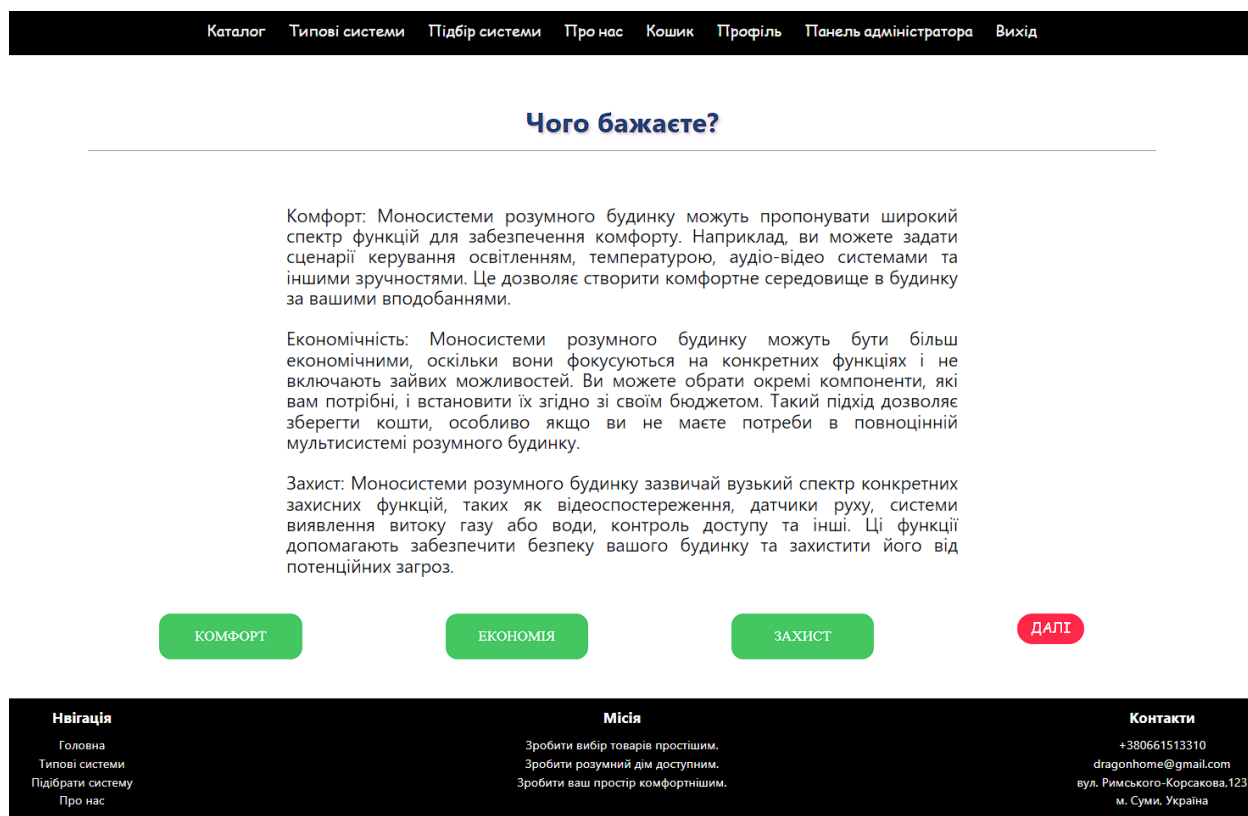 Каталог Типові системи Підбір системи Про нас Кошик Профіль Панель адміністратора Вихід
Чого бажаєте?
Комфорт: Моносистеми розумного будинку можуть пропонувати широкий
спектр функцій для забезпечення комфорту. Наприклад, ви можете задати
сценарії керування освітленням, температурою, аудіо-відео системами та
іншими зручностями. Це дозволяє створити комфортне середовище в будинку
за вашими вподобаннями.
Економічність: Моносистеми розумного будинку можуть бути більш
економічними, оскільки вони фокусуються на конкретних функціях і не
включають зайвих можливостей. Ви можете обрати окремі компоненти, які
вам потрібні, і встановити їх згідно зі своїм бюджетом. Такий підхід дозволяє
зберегти кошти, особливо якщо ви не маєте потреби в повноцінній
мультисистемі розумного будинку.
Захист: Моносистеми розумного будинку зазвичай вузький спектр конкретних
захисних функцій, таких як відеоспостереження, датчики руху, системи
виявлення витоку газу або води, контроль доступу та інші. Ці функції
допомагають забезпечити безпеку вашого будинку та захистити його від
потенційних загроз.
КОМФОРТ ЕКОНОМІЯ ЗАХИСТ ДАЛІ
Нвігація
Головна
Типові системи
Підібрати систему
Про нас
Місія
Зробити вибір товарів простішим.
Зробити розумний дім доступним.
Зробити ваш простір комфортнішим.
Контакти
+380661513310
dragonhome@gmail.com
вул. Римського-Корсакова,123
м. Суми, Україна